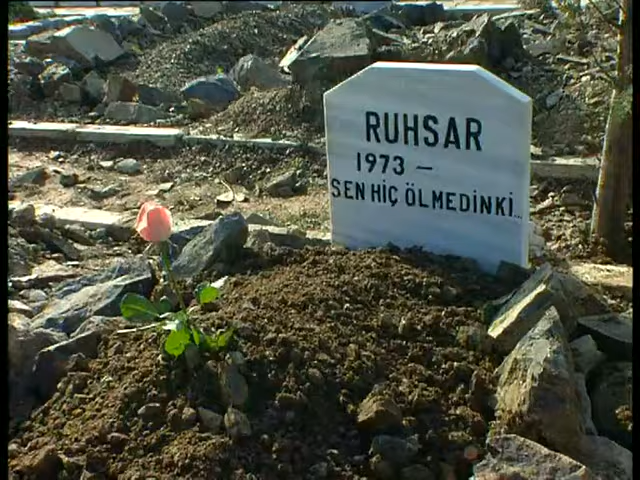 RUHSAR
1973 –
SEN HİÇ ÖLMEDİNKİ...